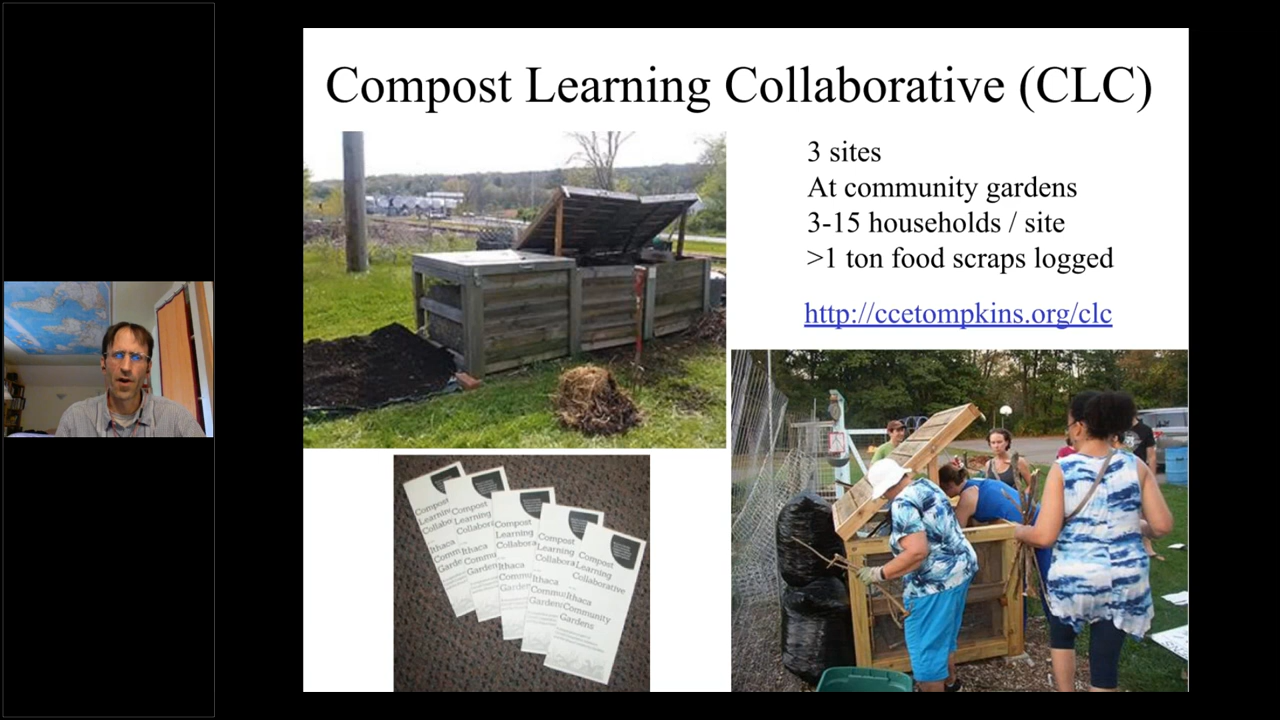 Compost Learning Collaborative (CLC)
3 sites
At community gardens
3-15 households / site
>1 ton food scraps logged
http://ccetompkins.org/clc
Compost
Learning
Collaborative
Ithaca
Community
Gardens